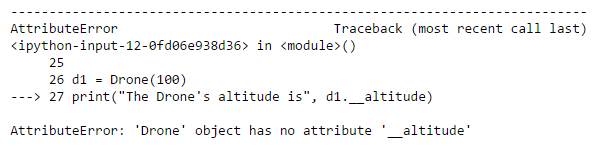 ---------------------------------------------------------------------------
AttributeError                            Traceback (most recent call last)
<ipython-input-12-0fd06e938d36> in <module>()
     25
     26 d1 = Drone(100)
---> 27 print("The Drone's altitude is", d1.__altitude)
AttributeError: 'Drone' object has no attribute '__altitude'